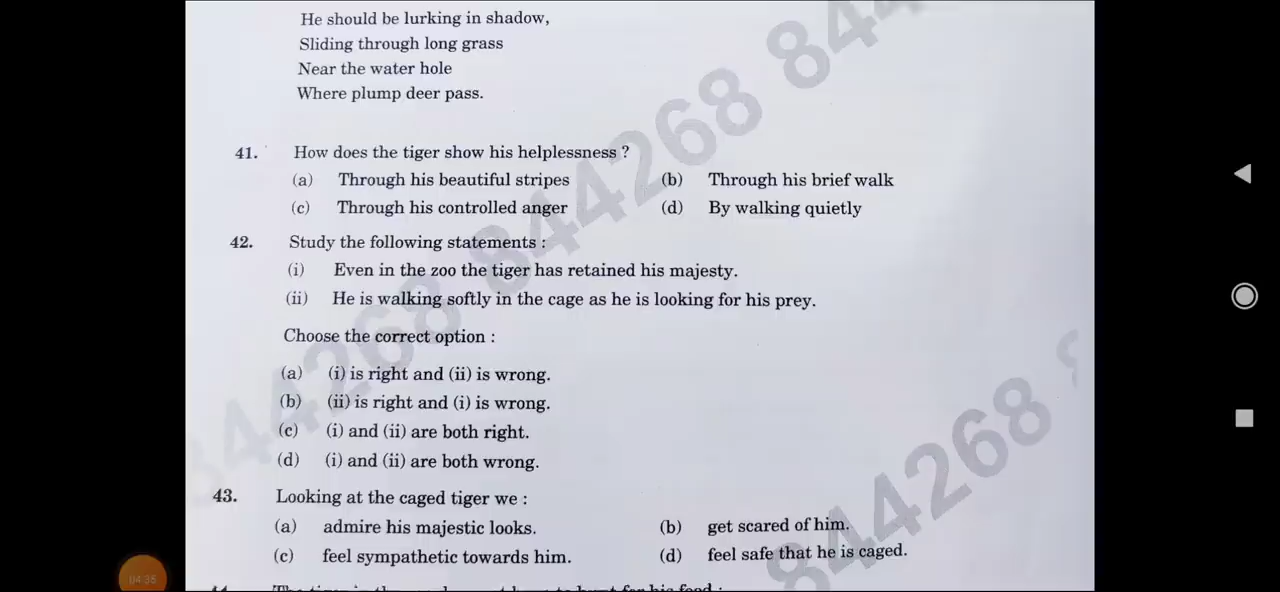 He should be lurking in shadow,
Sliding through long grass
Near the water hole
Where plump deer pass.
41. How does the tiger show his helplessness ?
(a) Through his beautiful stripes (b) Through his brief walk
(c) Through his controlled anger (d) By walking quietly
42. Study the following statements :
(i) Even in the zoo the tiger has retained his majesty.
(ii) He is walking softly in the cage as he is looking for his prey.
Choose the correct option :
(a) (i) is right and (ii) is wrong.
(b) (ii) is right and (i) is wrong.
(c) (i) and (ii) are both right.
(d) (i) and (ii) are both wrong.
43. Looking at the caged tiger we :
(a) admire his majestic looks. (b) get scared of him.
(c) feel sympathetic towards him. (d) feel safe that he is caged.
844268 844268 844
844268
04:35